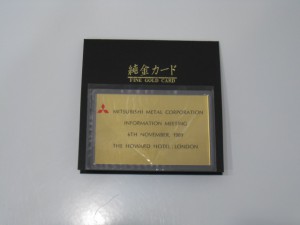 純金カード
FINE GOLD CARD
MITSUBISHI METAL CORPORATION
INFORMATION MEETING
4TH NOVEMBER,
THE HOWARD HOTEL, LONDON